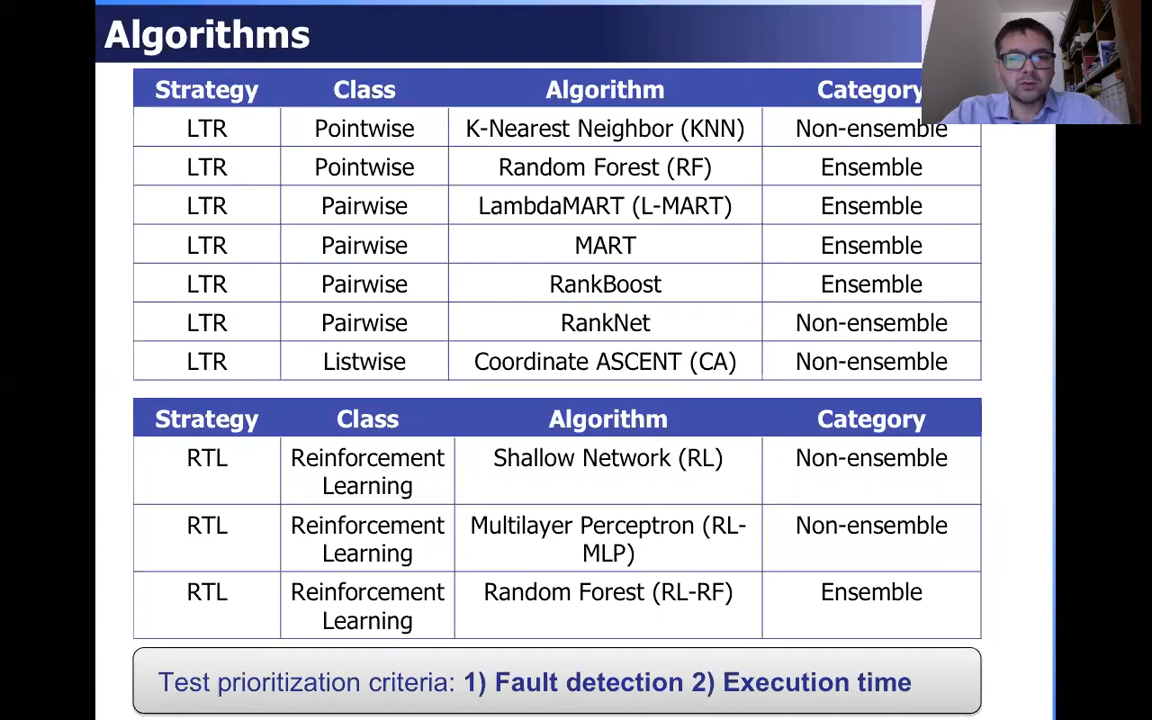 Algorithms
Strategy Class Algorithm Category
LTR Pointwise K-Nearest Neighbor (KNN) Non-ensemble
LTR Pointwise Random Forest (RF) Ensemble
LTR Pairwise LambdaMART (L-MART) Ensemble
LTR Pairwise MART Ensemble
LTR Pairwise RankBoost Ensemble
LTR Pairwise RankNet Non-ensemble
LTR Listwise Coordinate ASCENT (CA) Non-ensemble
Strategy Class Algorithm Category
RTL Reinforcement Shallow Network (RL) Non-ensemble
Learning
RTL Reinforcement Multilayer Perceptron (RL- Non-ensemble
Learning MLP)
RTL Reinforcement Random Forest (RL-RF) Ensemble
Learning
Test prioritization criteria: 1) Fault detection 2) Execution time